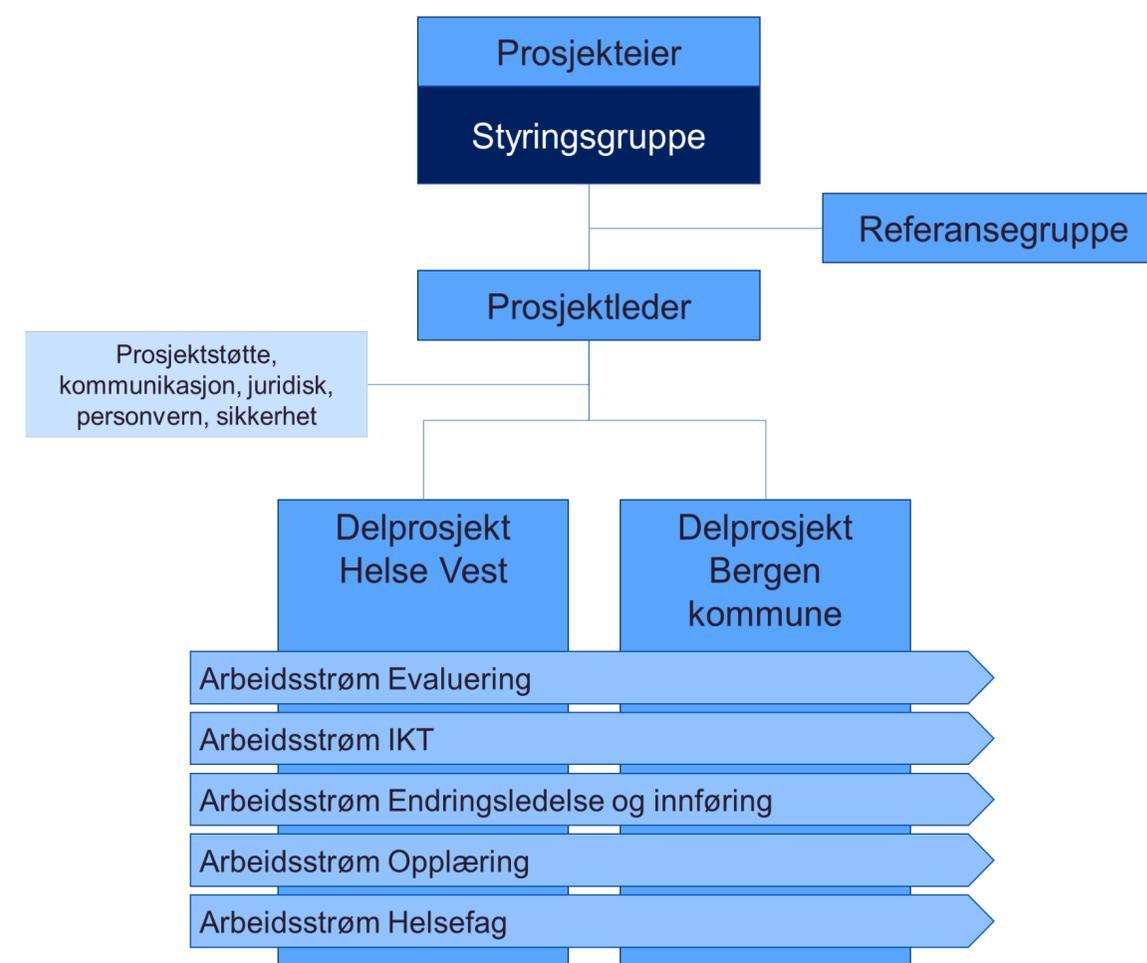 Prosjekteier
Styringsgruppe
Referansegruppe
Prosjektleder
Prosjektstøtte,
kommunikasjon, juridisk,
personvern, sikkerhet
Delprosjekt
Helse Vest
Delprosjekt
Bergen
kommune
Arbeidsstrøm Evaluering
Arbeidsstrøm IKT
Arbeidsstrøm Endringsledelse og innføring
Arbeidsstrøm Opplæring
Arbeidsstrøm Helsefag